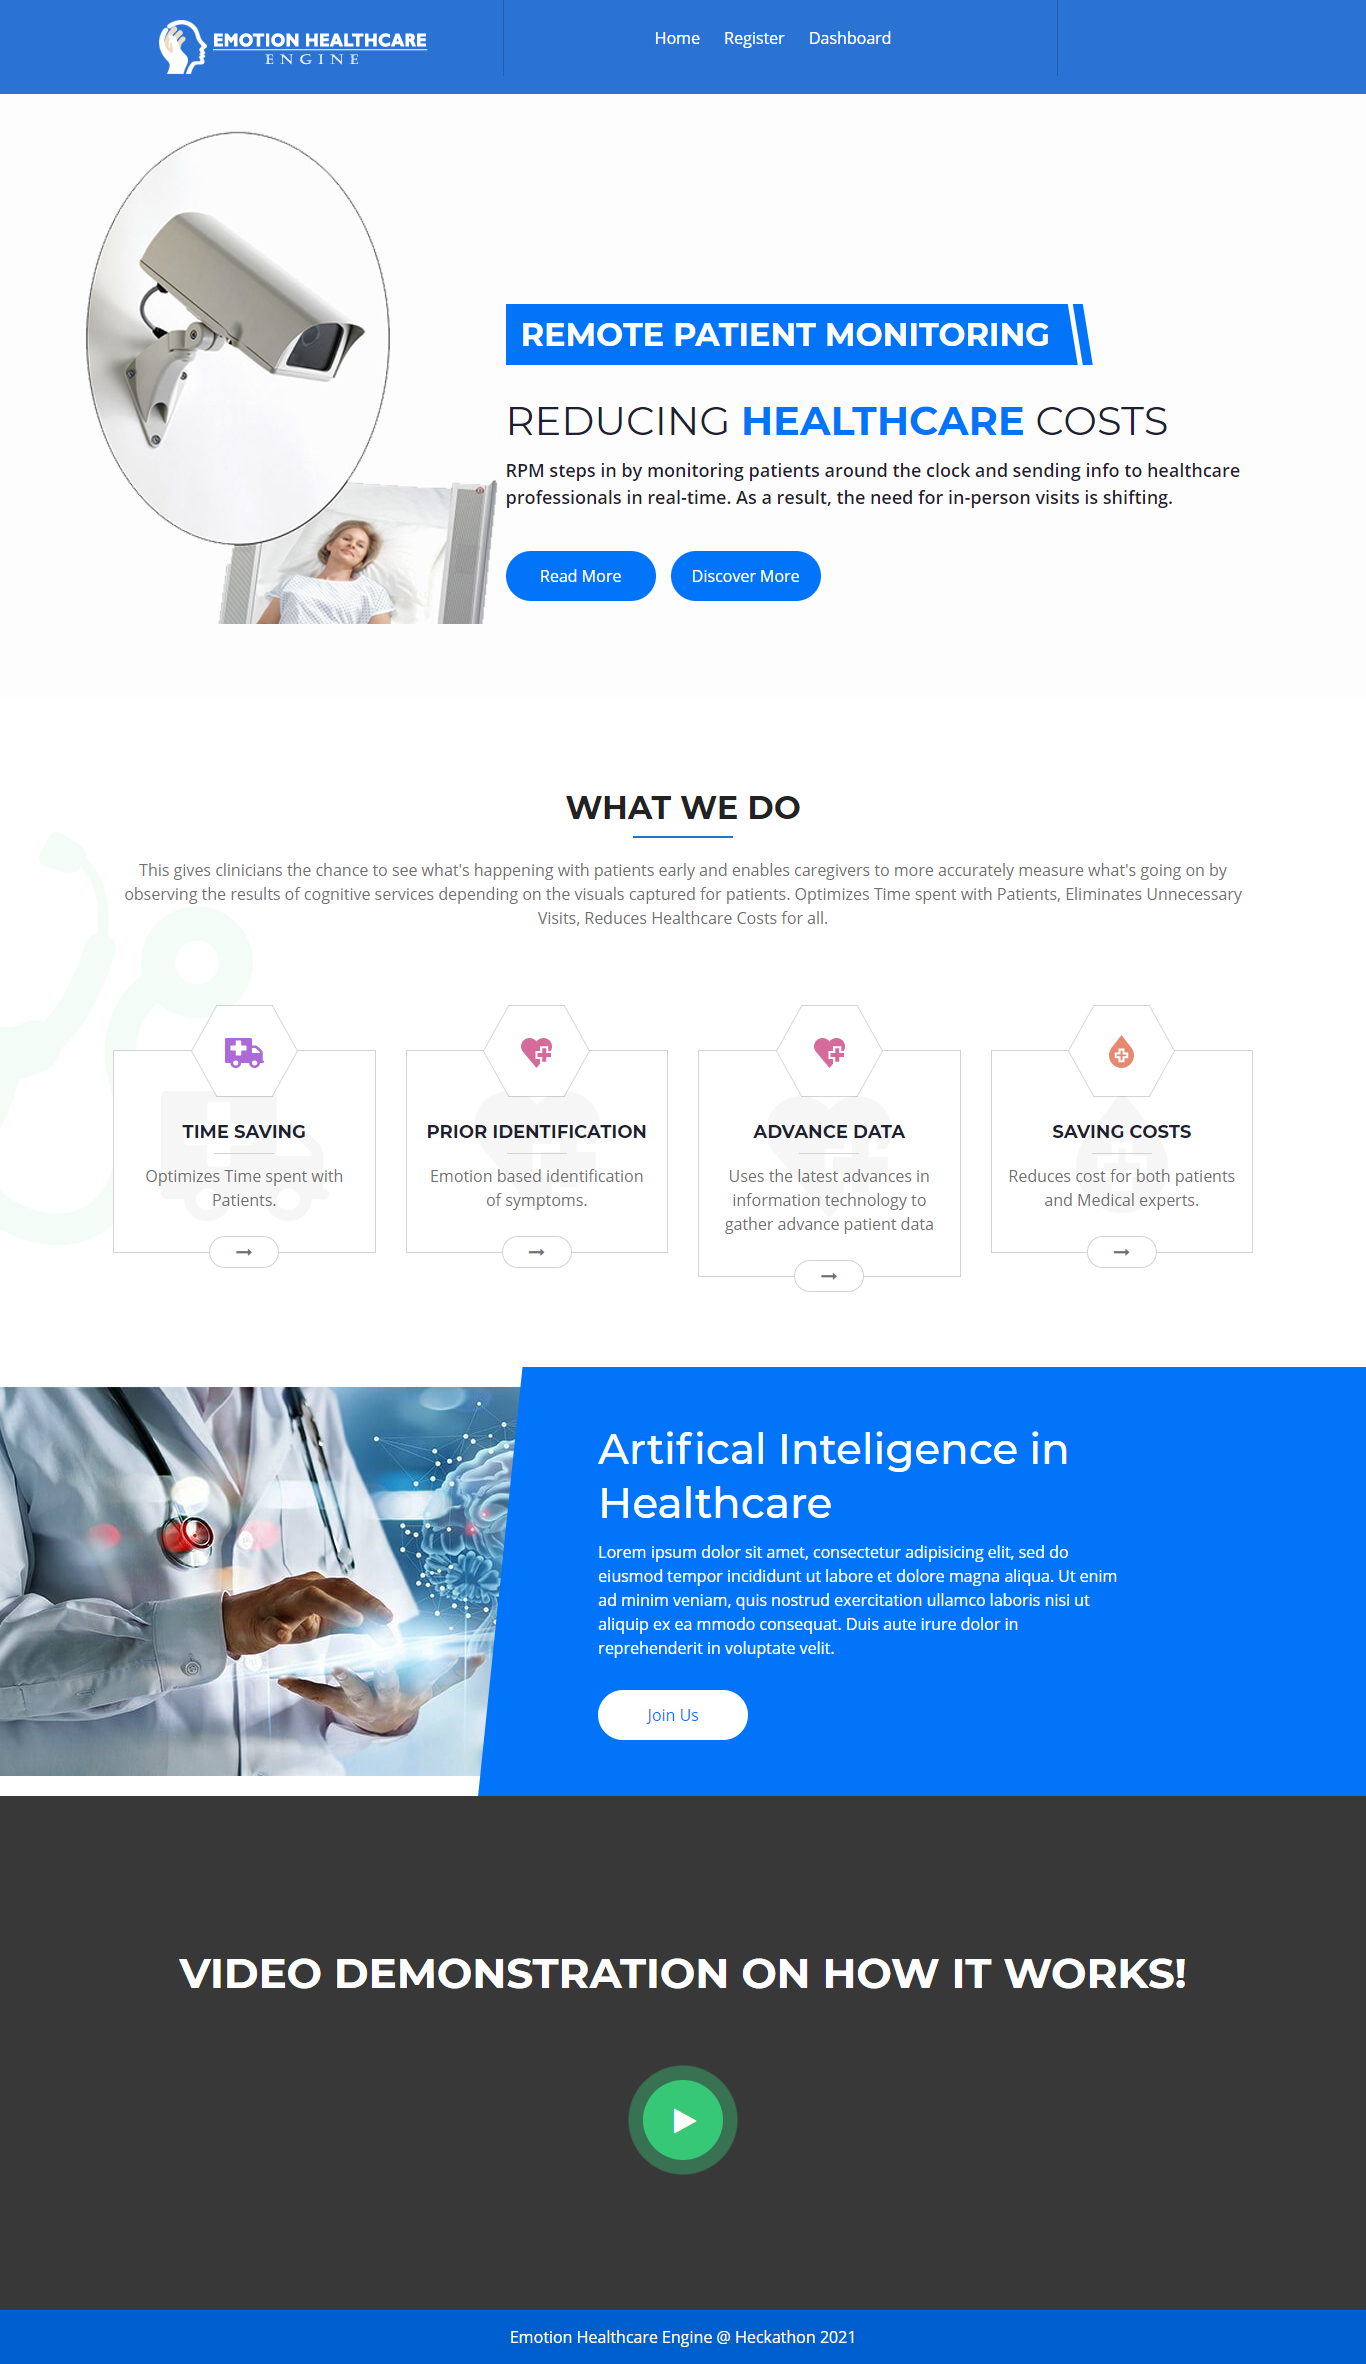 EMOTION HEALTHCARE
ENGINE
Home Register Dashboard
REMOTE PATIENT MONITORING
REDUCING HEALTHCARE COSTS
RPM steps in by monitoring patients around the clock and sending info to healthcare
professionals in real-time. As a result, the need for in-person visits is shifting.
Read More Discover More
WHAT WE DO
This gives clinicians the chance to see what's happening with patients early and enables caregivers to more accurately measure what's going on by
observing the results of cognitive services depending on the visuals captured for patients. Optimizes Time spent with Patients, Eliminates Unnecessary
Visits, Reduces Healthcare Costs for all.
TIME SAVING
Optimizes Time spent with
Patients.
PRIOR IDENTIFICATION
Emotion based identification
of symptoms.
ADVANCE DATA
Uses the latest advances in
information technology to
gather advance patient data
SAVING COSTS
Reduces cost for both patients
and Medical experts.
Artifical Inteligence in
Healthcare
Lorem ipsum dolor sit amet, consectetur adipisicing elit, sed do
eiusmod tempor incididunt ut labore et dolore magna aliqua. Ut enim
ad minim veniam, quis nostrud exercitation ullamco laboris nisi ut
aliquip ex ea mmodo consequat. Duis aute irure dolor in
reprehenderit in voluptate velit.
Join Us
VIDEO DEMONSTRATION ON HOW IT WORKS!
Emotion Healthcare Engine @ Heckathon 2021